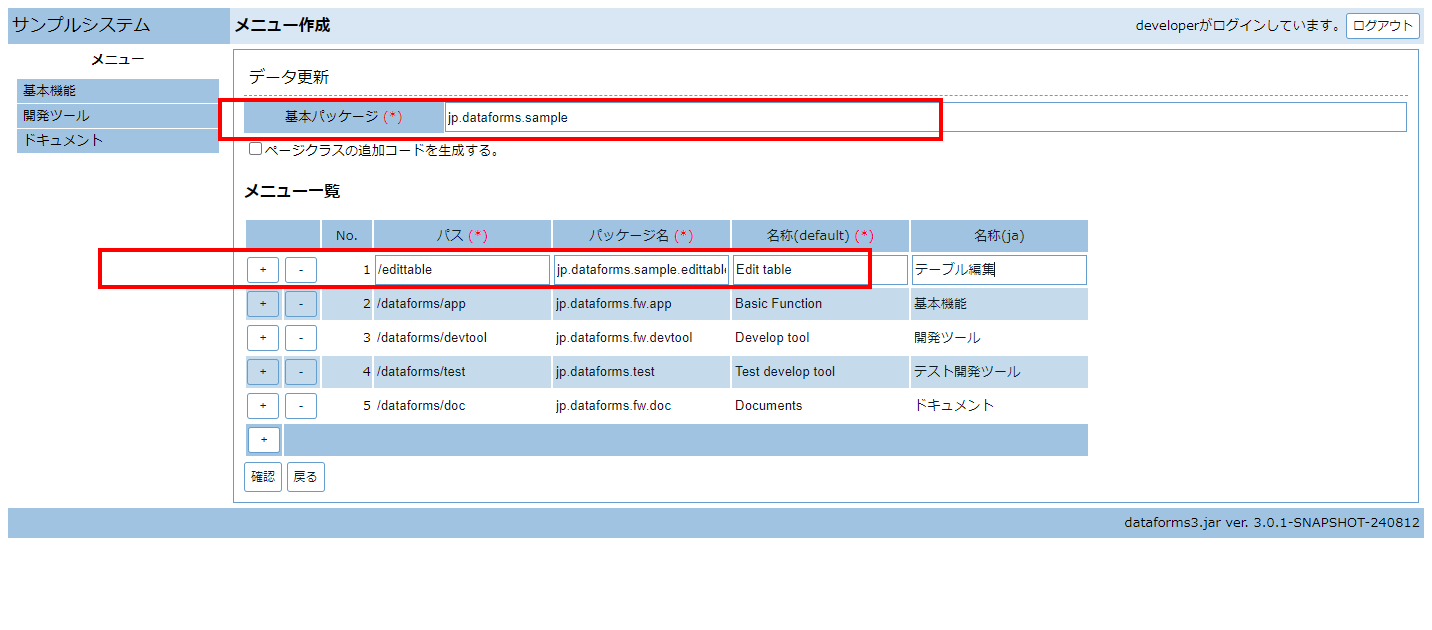 サンプルシステム
メニュー作成
developerがログインしています。 ログアウト
メニュー
基本機能
開発ツール
ドキュメント
データ更新
基本パッケージ (*) jp.dataforms.sample
ページクラスの追加コードを生成する。
メニュー一覧
No. パス (*) パッケージ名 (*) 名称(default) (*) 名称(ja)
+ - 1 /edittable jp.dataforms.sample.edittabl Edit table テーブル編集
+ - 2 /dataforms/app jp.dataforms.fw.app Basic Function 基本機能
+ - 3 /dataforms/devtool jp.dataforms.fw.devtool Develop tool 開発ツール
+ - 4 /dataforms/test jp.dataforms.test Test develop tool テスト開発ツール
+ - 5 /dataforms/doc jp.dataforms.fw.doc Documents ドキュメント
+
確認 戻る
dataforms3.jar ver. 3.0.1-SNAPSHOT-240812